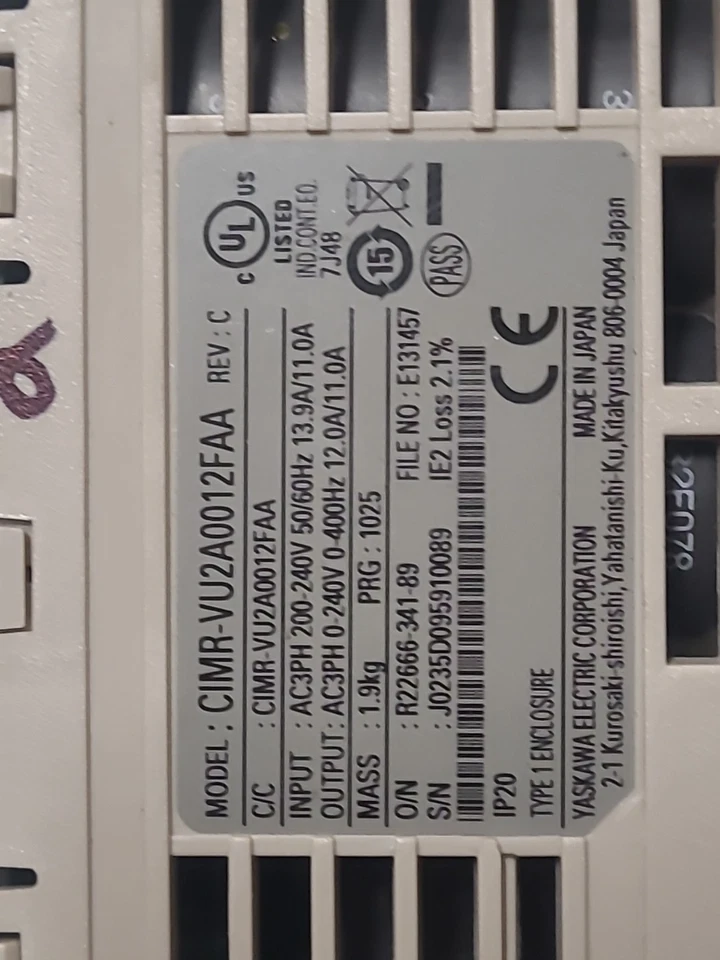 MODEL : CIMR-VU2A0012FAA REV : C
C/C : CIMR-VU2A0012FAA
INPUT : AC3PH 200-240V 50/60Hz 13.9A/11.0A
OUTPUT : AC3PH 0-240V 0-400Hz 12.0A/11.0A
MASS : 1.9kg PRG : 1025
O/N : R22666-341-89 FILE NO : E131457
S/N : J0235D095910089 IE2 Loss 2.1%
IP20
TYPE 1 ENCLOSURE
YASKAWA ELECTRIC CORPORATION MADE IN JAPAN
2-1 Kurosaki-shiroishi, Yahatanishi-Ku, Kitakyushu 806-0004 Japan
C UL US
LISTED
IND.CONT.EQ.
7J48
15
PASS
CE
3